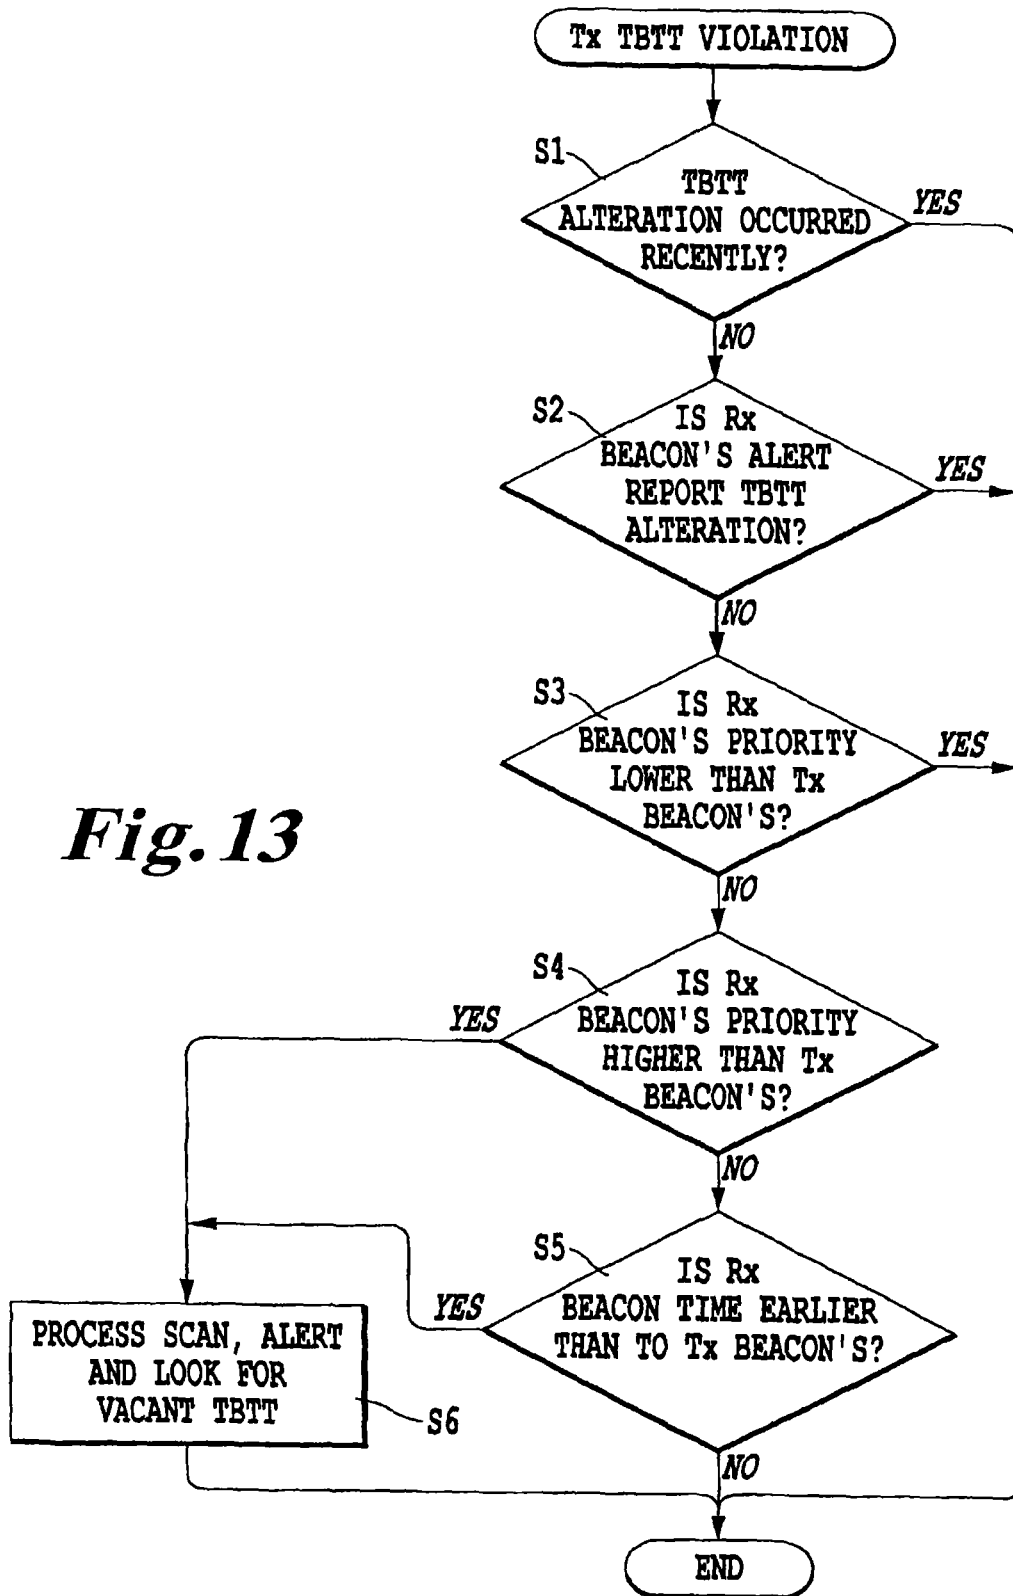 Tx TBTT VIOLATION
S1
TBTT
ALTERATION OCCURRED
RECENTLY?
YES
NO
S2
IS Rx
BEACON'S ALERT
REPORT TBTT
ALTERATION?
YES
NO
S3
IS Rx
BEACON'S PRIORITY
LOWER THAN Tx
BEACON'S?
YES
Fig. 13
NO
S4
IS Rx
BEACON'S PRIORITY
HIGHER THAN Tx
BEACON'S?
YES
NO
S5
IS Rx
BEACON TIME EARLIER
THAN TO Tx BEACON'S?
YES
PROCESS SCAN, ALERT
AND LOOK FOR
VACANT TBTT
S6
NO
END